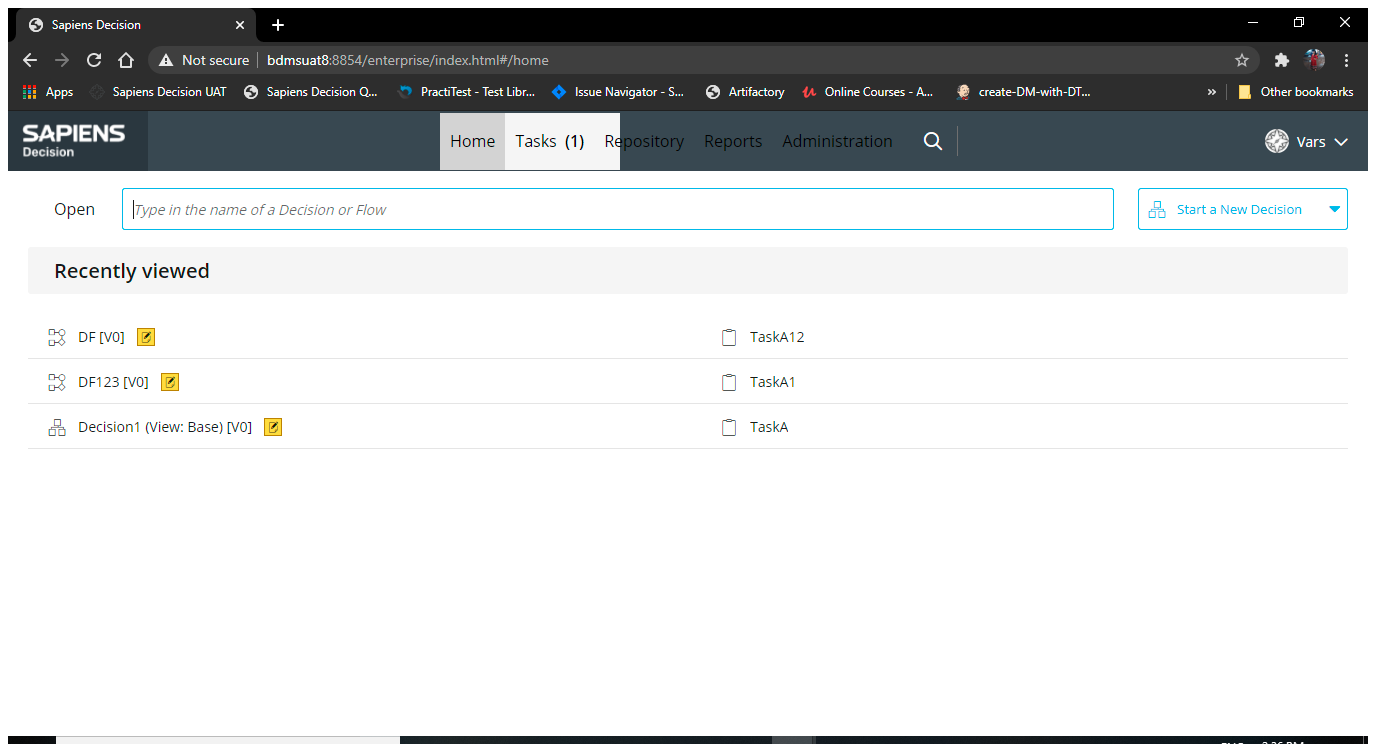 Sapiens Decision
Not secure bdmsuat8:8854/enterprise/index.html#/home
Apps Sapiens Decision UAT Sapiens Decision Q... PractiTest - Test Libr... Issue Navigator - S... Artifactory Online Courses - A... create-DM-with-DT... » Other bookmarks
SAPIENS
Decision
Home Tasks (1) Repository Reports Administration Vars
Open Type in the name of a Decision or Flow Start a New Decision
Recently viewed
DF [V0] TaskA12
DF123 [V0] TaskA1
Decision1 (View: Base) [V0] TaskA